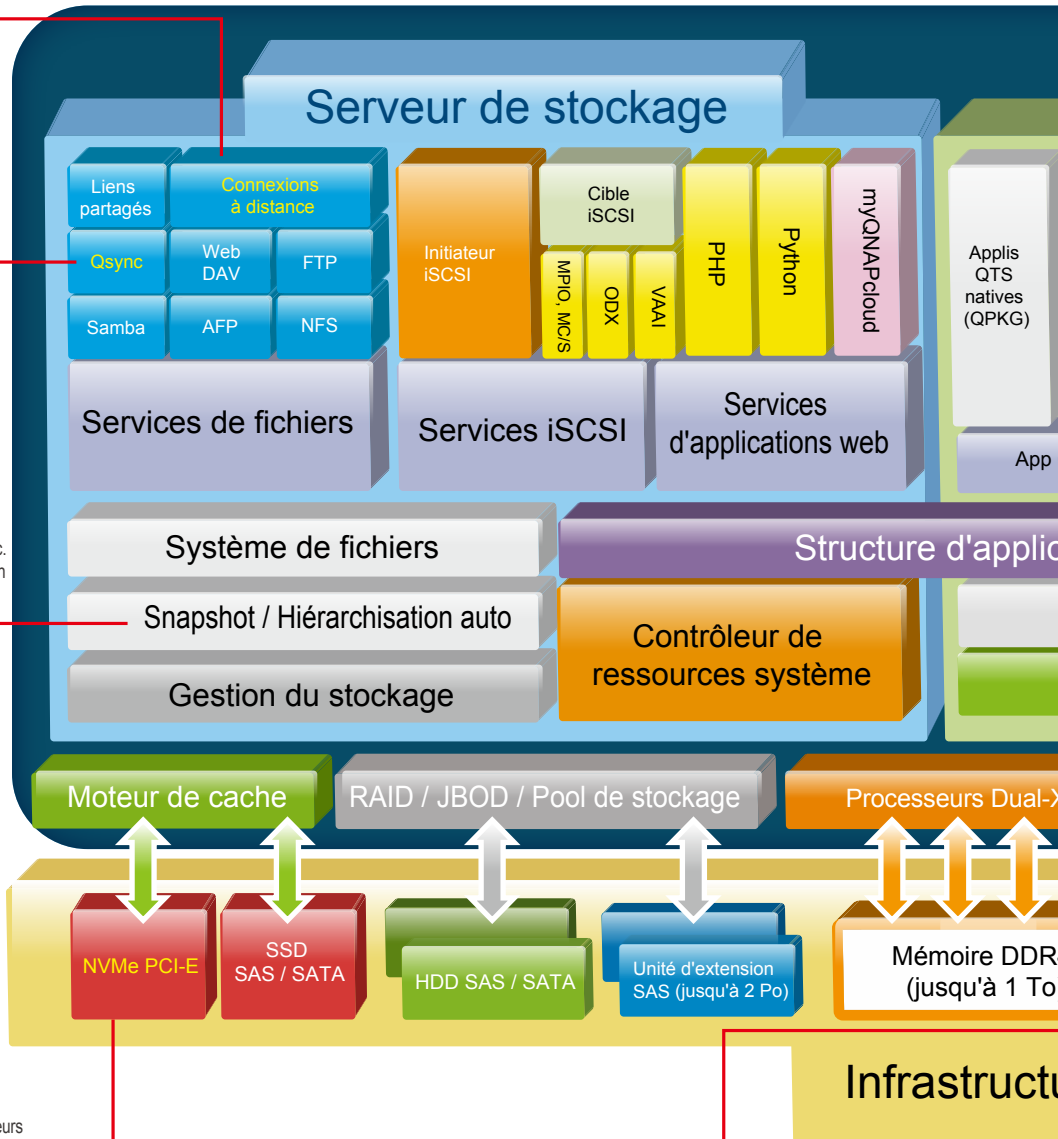 Serveur de stockage
Liens
partagés
Connexions
à distance
Qsync
Web
DAV
FTP
Samba
AFP
NFS
Initiateur
iSCSI
Cible
iSCSI
MPIO, MC/S
ODX
VAAI
PHP
Python
myQNAPcloud
Applis
QTS
natives
(QPKG)
Services de fichiers
Services iSCSI
Services
d'applications web
App
Système de fichiers
Structure d'applic
Snapshot / Hiérarchisation auto
Contrôleur de
ressources système
Gestion du stockage
Moteur de cache
RAID / JBOD / Pool de stockage
Processeurs Dual-X
NVMe PCI-E
SSD
SAS / SATA
HDD SAS / SATA
Unité d'extension
SAS (jusqu'à 2 Po)
Mémoire DDR
(jusqu'à 1 To
Infrastructu
eurs